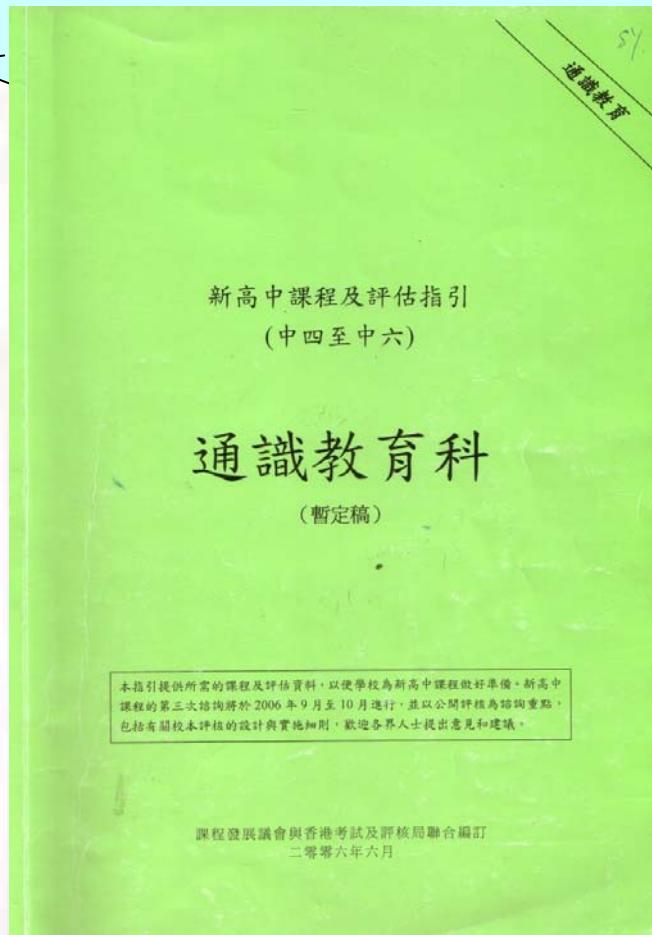 通識教育
新高中課程及評估指引
(中四至中六)
通識教育科
（暫定稿）
本指引提供所需的課程及評估資料，以便學校為新高中課程做好準備。新高中
課程的第三次諮詢將於 2006 年 9 月至 10 月進行，並以公開評核為諮詢重點，
包括有關校本評核的設計與實施細則，歡迎各界人士提出意見和建議。
課程發展議會與香港考試及評核局聯合編訂
二零零六年六月